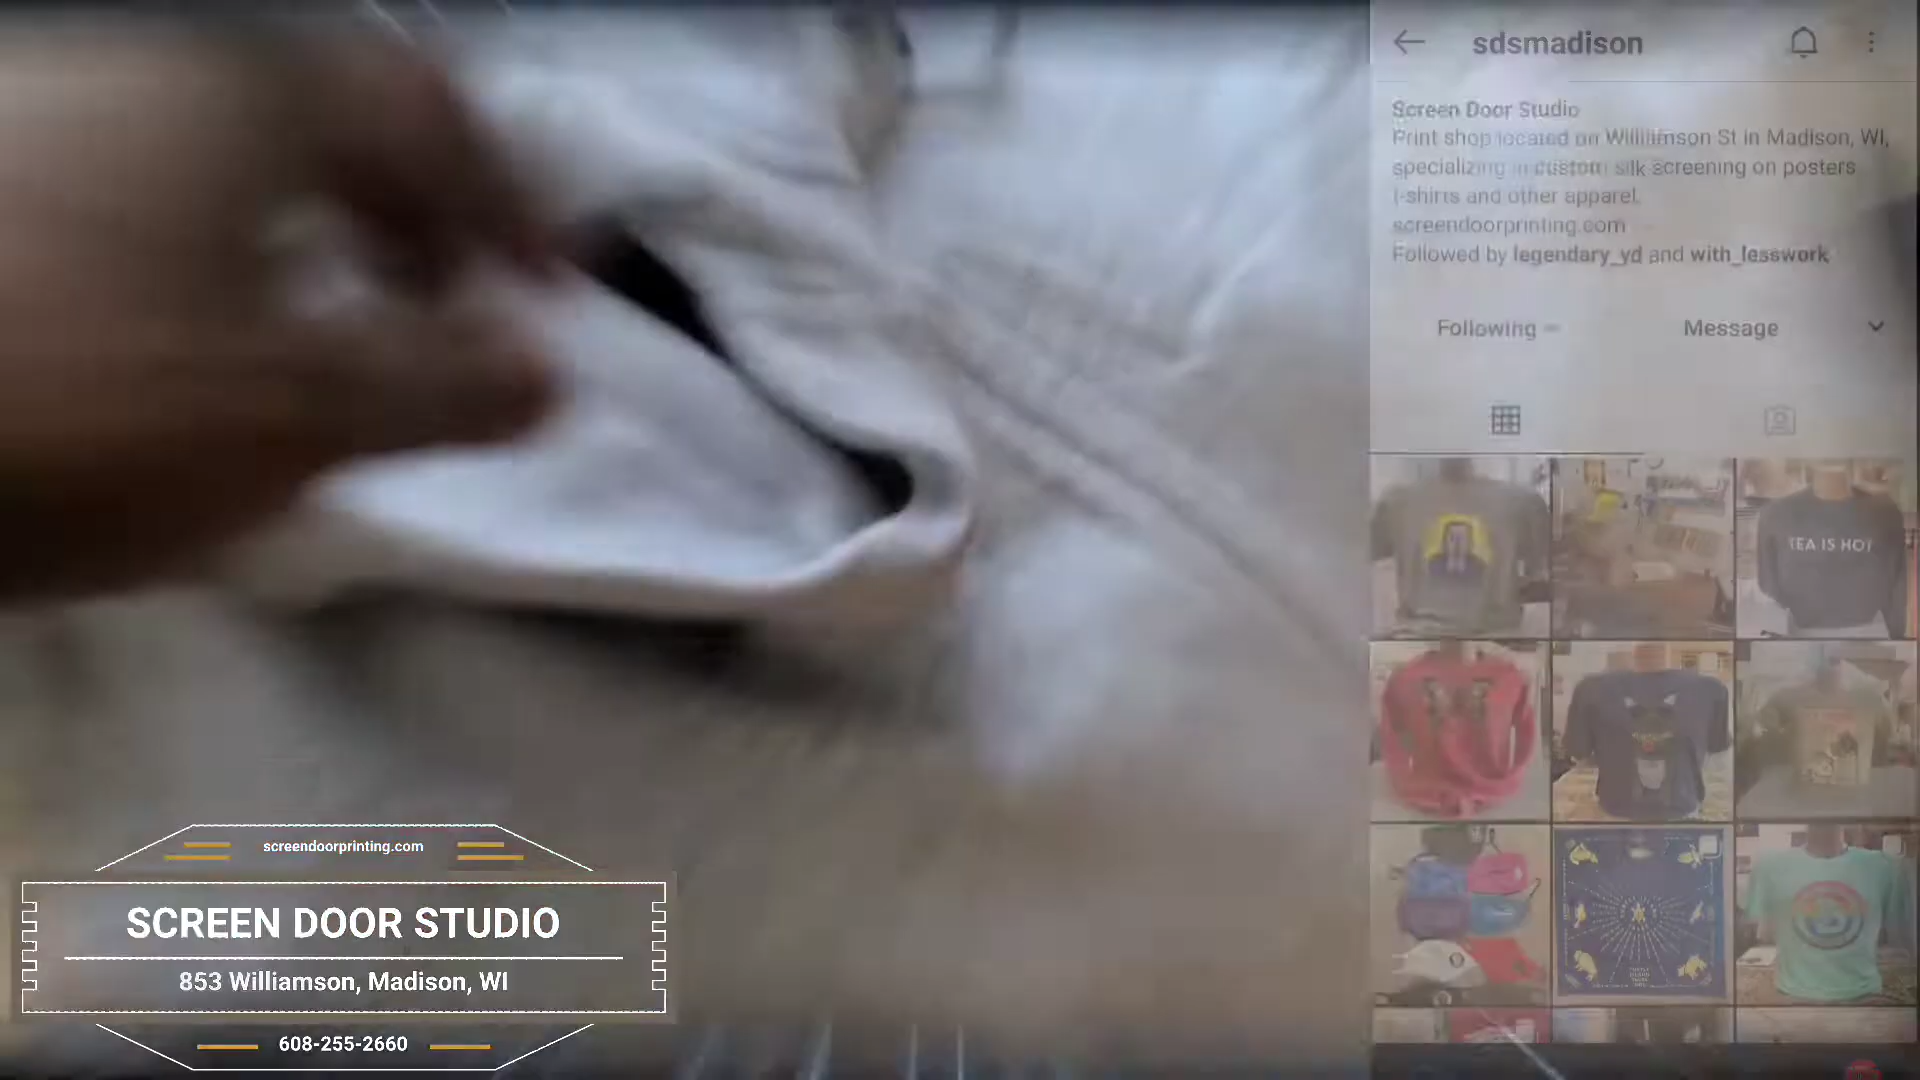 sdsmadison
Screen Door Studio
Print shop located on Williamson St in Madison, WI,
specializing in custom silk screening on posters
t-shirts and other apparel.
screendoorprinting.com
Followed by legendary_yd and with_lesswork
Following
Message
TEA IS HOT
screendoorprinting.com
SCREEN DOOR STUDIO
853 Williamson, Madison, WI
608-255-2660